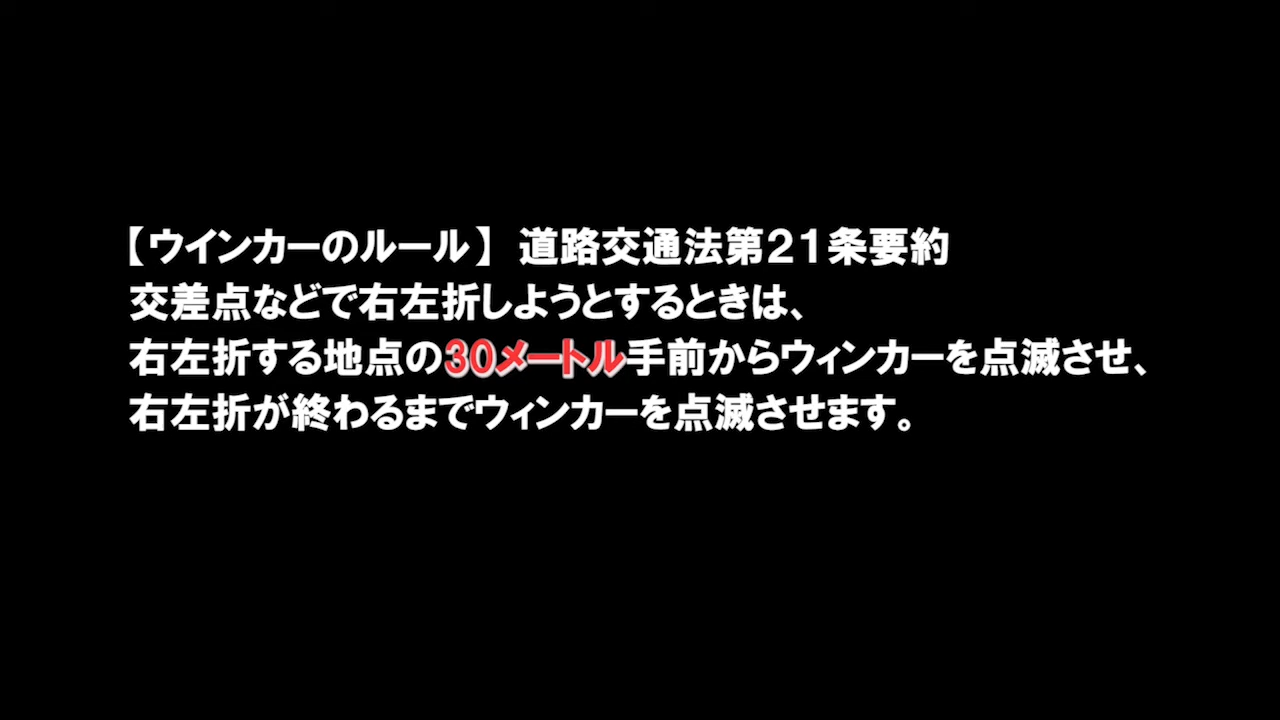 【ウインカーのルール】 道路交通法第２１条要約
交差点などで右左折しようとするときは、
右左折する地点の30メートル手前からウィンカーを点滅させ、
右左折が終わるまでウィンカーを点滅させます。